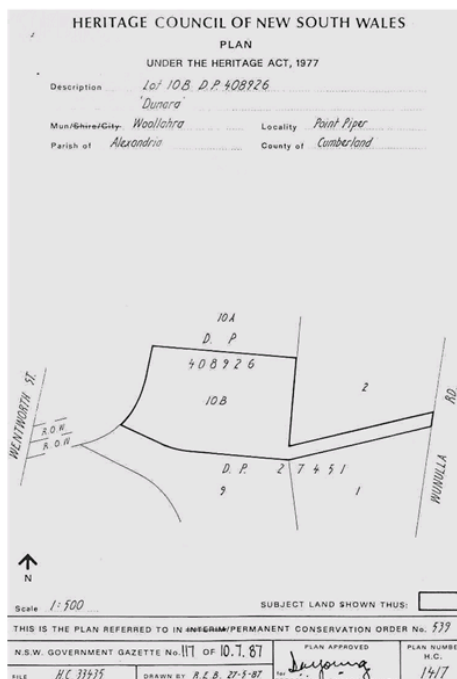 HERITAGE COUNCIL OF NEW SOUTH WALES
PLAN
UNDER THE HERITAGE ACT, 1977
Description Lot 10B D.P. 408926
'Dunara'
Mun/Shire/City Woollahra Locality Point Piper
Parish of Alexandria County of Cumberland
10A
D. P
408926
10B
2
WENTWORTH ST.
R.O.W
R.O.W
WUNULLA RD.
D. P. 27451
9
1
N
Scale 1:500
SUBJECT LAND SHOWN THUS:
THIS IS THE PLAN REFERRED TO IN INTERIM/PERMANENT CONSERVATION ORDER No. 539
N.S.W. GOVERNMENT GAZETTE No. 117 OF 10.7.87
PLAN APPROVED
PLAN NUMBER
H.C.
FILE H.C. 33435
DRAWN BY R.L.B. 27-5-87
for
1417